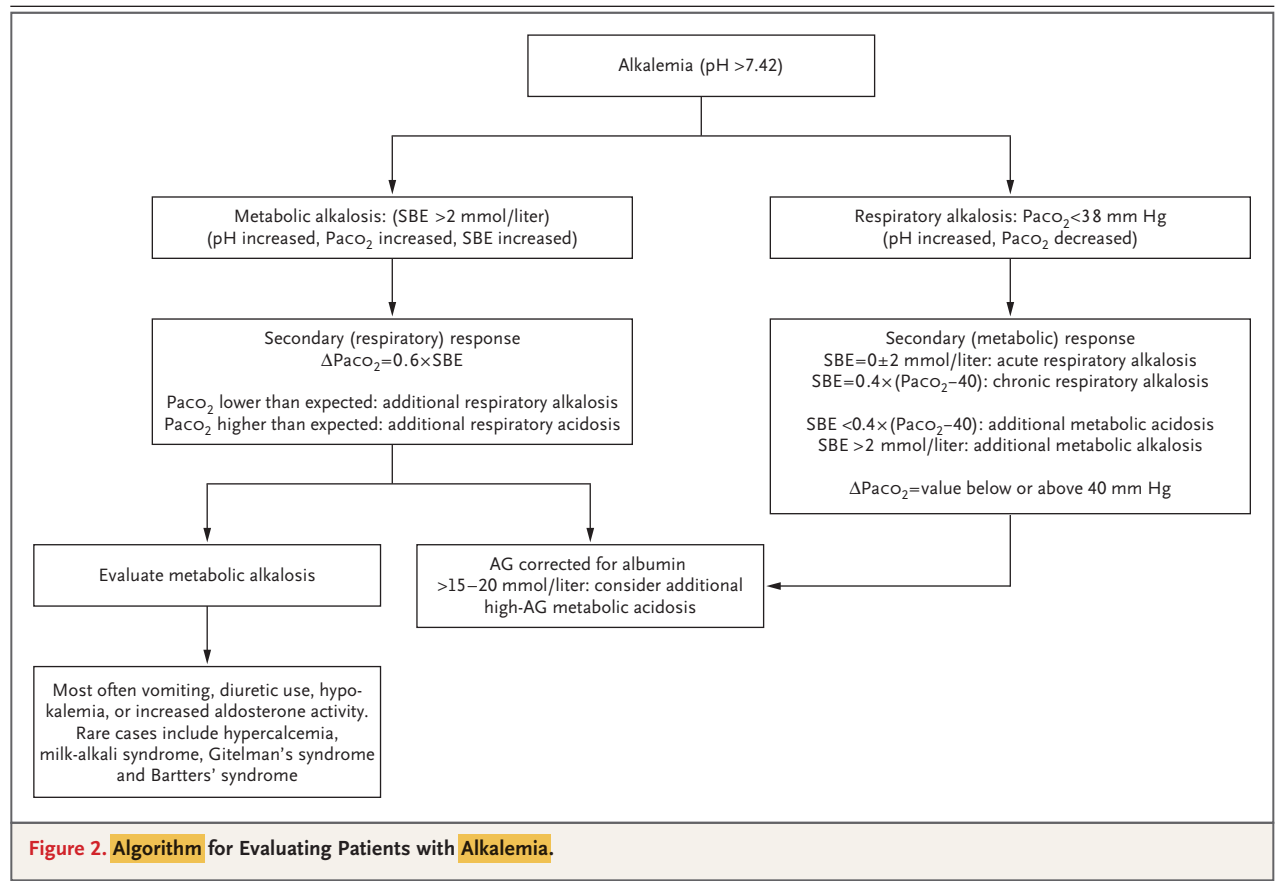 Alkalemia (pH >7.42)
Metabolic alkalosis: (SBE >2 mmol/liter)
(pH increased, Paco₂ increased, SBE increased)
Respiratory alkalosis: Paco₂<38 mm Hg
(pH increased, Paco₂ decreased)
Secondary (respiratory) response
ΔPaco₂=0.6×SBE
Paco₂ lower than expected: additional respiratory alkalosis
Paco₂ higher than expected: additional respiratory acidosis
Secondary (metabolic) response
SBE=0±2 mmol/liter: acute respiratory alkalosis
SBE=0.4×(Paco₂–40): chronic respiratory alkalosis
SBE <0.4×(Paco₂–40): additional metabolic acidosis
SBE >2 mmol/liter: additional metabolic alkalosis
ΔPaco₂=value below or above 40 mm Hg
Evaluate metabolic alkalosis
AG corrected for albumin
>15–20 mmol/liter: consider additional
high-AG metabolic acidosis
Most often vomiting, diuretic use, hypo-
kalemia, or increased aldosterone activity.
Rare cases include hypercalcemia,
milk-alkali syndrome, Gitelman's syndrome
and Bartters' syndrome
Figure 2. Algorithm for Evaluating Patients with Alkalemia.